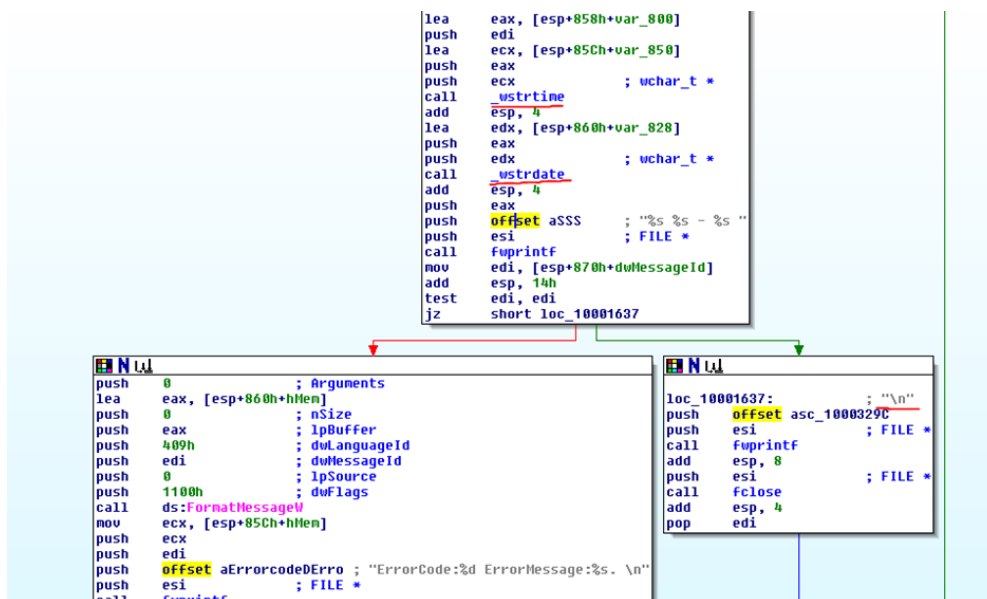 lea eax, [esp+858h+var_800]
push edi
lea ecx, [esp+85Ch+var_850]
push eax
push ecx ; wchar_t *
call _wstrtime
add esp, 4
lea edx, [esp+860h+var_828]
push eax
push edx ; wchar_t *
call _wstrdate
add esp, 4
push eax
push offset aSSS ; "%s %s - %s "
push esi ; FILE *
call fwprintf
mov edi, [esp+870h+dwMessageId]
add esp, 14h
test edi, edi
jz short loc_10001637
push 0 ; Arguments
lea eax, [esp+860h+hMem]
push 0 ; nSize
push eax ; lpBuffer
push 409h ; dwLanguageId
push edi ; dwMessageId
push 0 ; lpSource
push 1100h ; dwFlags
call ds:FormatMessageW
mov ecx, [esp+85Ch+hMem]
push ecx
push edi
push offset aErrorcodeDErro ; "ErrorCode:%d ErrorMessage:%s. \n"
push esi ; FILE *
call fwprintf
loc_10001637: ; "\n"
push offset asc_1000329C
push esi ; FILE *
call fwprintf
add esp, 8
push esi ; FILE *
call fclose
add esp, 4
pop edi